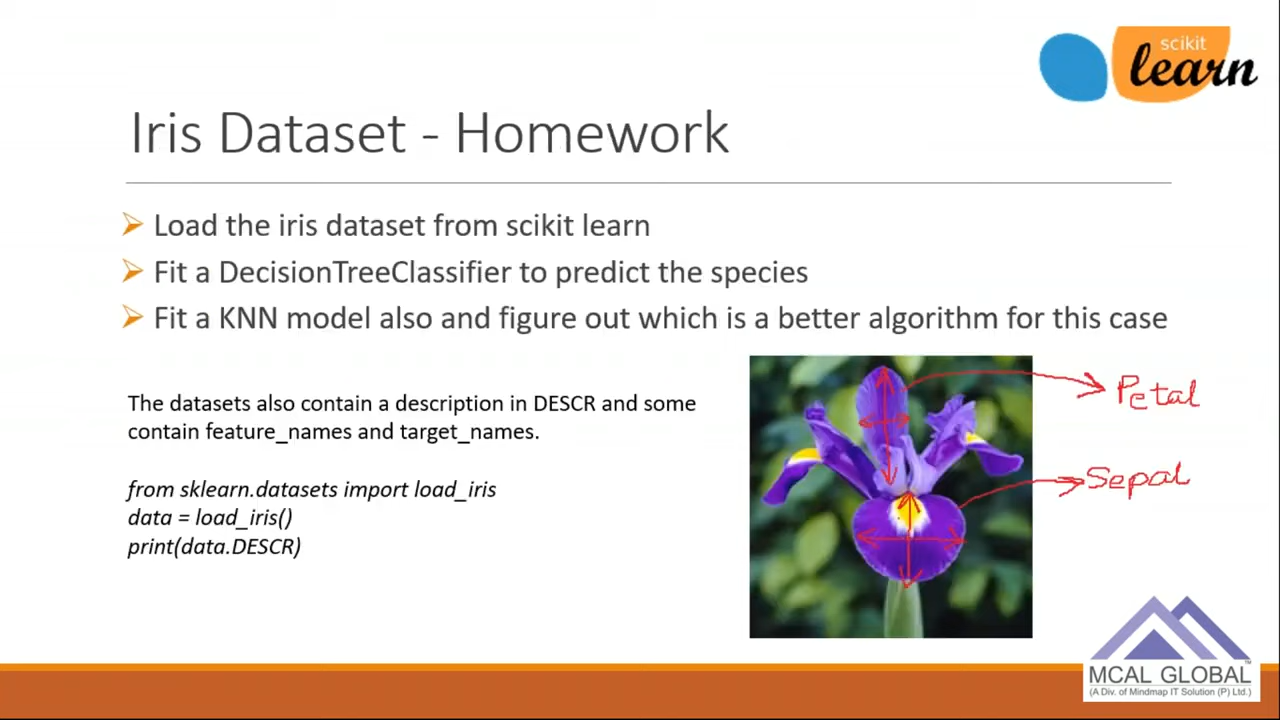 scikit
learn
Iris Dataset - Homework
Load the iris dataset from scikit learn
Fit a DecisionTreeClassifier to predict the species
Fit a KNN model also and figure out which is a better algorithm for this case
The datasets also contain a description in DESCR and some
contain feature_names and target_names.
from sklearn.datasets import load_iris
data = load_iris()
print(data.DESCR)
Petal
Sepal
MCAL GLOBAL™
(A Div. of Mindmap IT Solution (P) Ltd.)